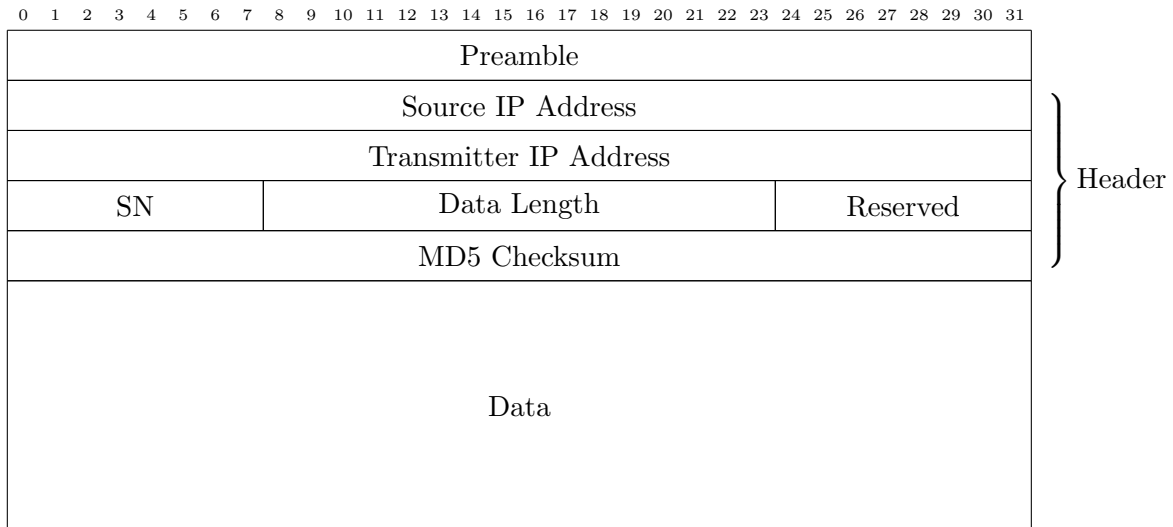 0 1 2 3 4 5 6 7 8 9 10 11 12 13 14 15 16 17 18 19 20 21 22 23 24 25 26 27 28 29 30 31
Preamble
Source IP Address
Transmitter IP Address
Header
SN Data Length Reserved
MD5 Checksum
Data